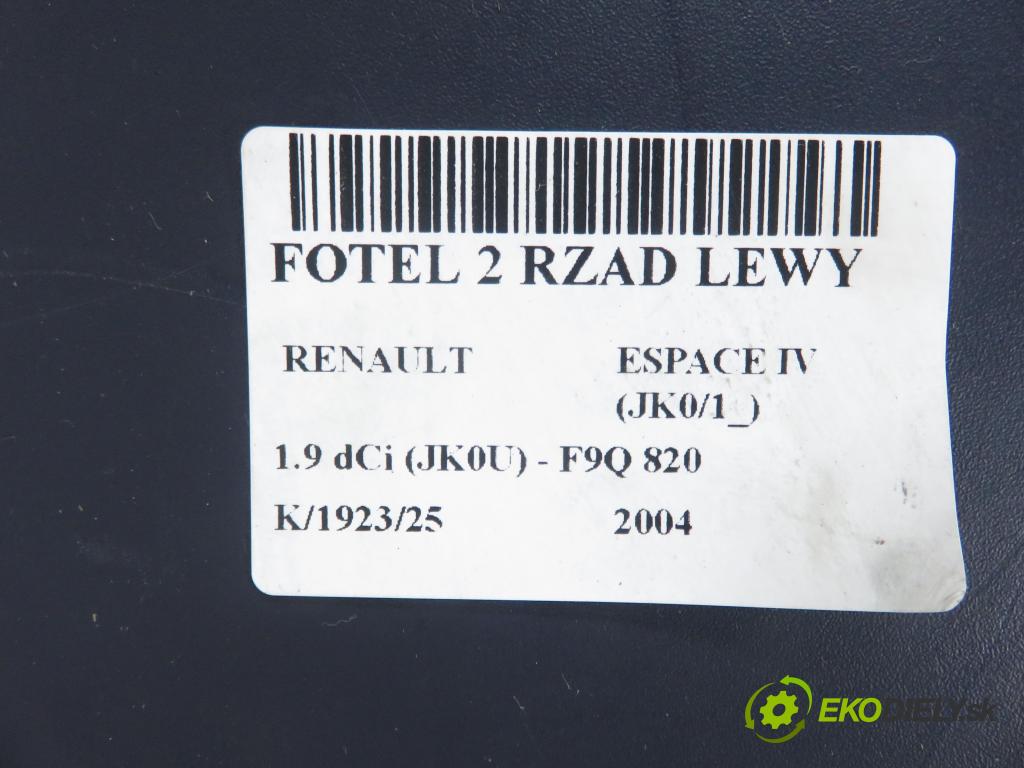 FOTEL 2 RZAD LEWY
RENAULT ESPACE IV
(JK0/1_)
1.9 dCi (JK0U) - F9Q 820
K/1923/25 2004
EKODIELY.sk